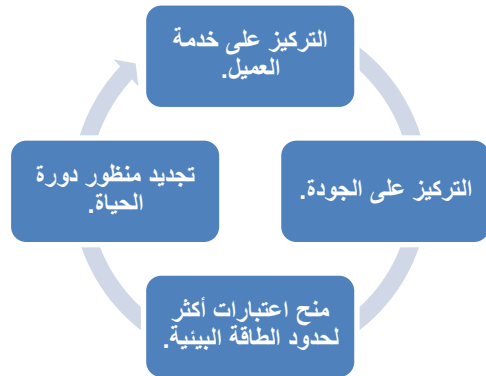 التركيز على خدمة
العميل.
التركيز على الجودة.
منح اعتبارات أكثر
لحدود الطاقة البيئية.
تجديد منظور دورة
الحياة.